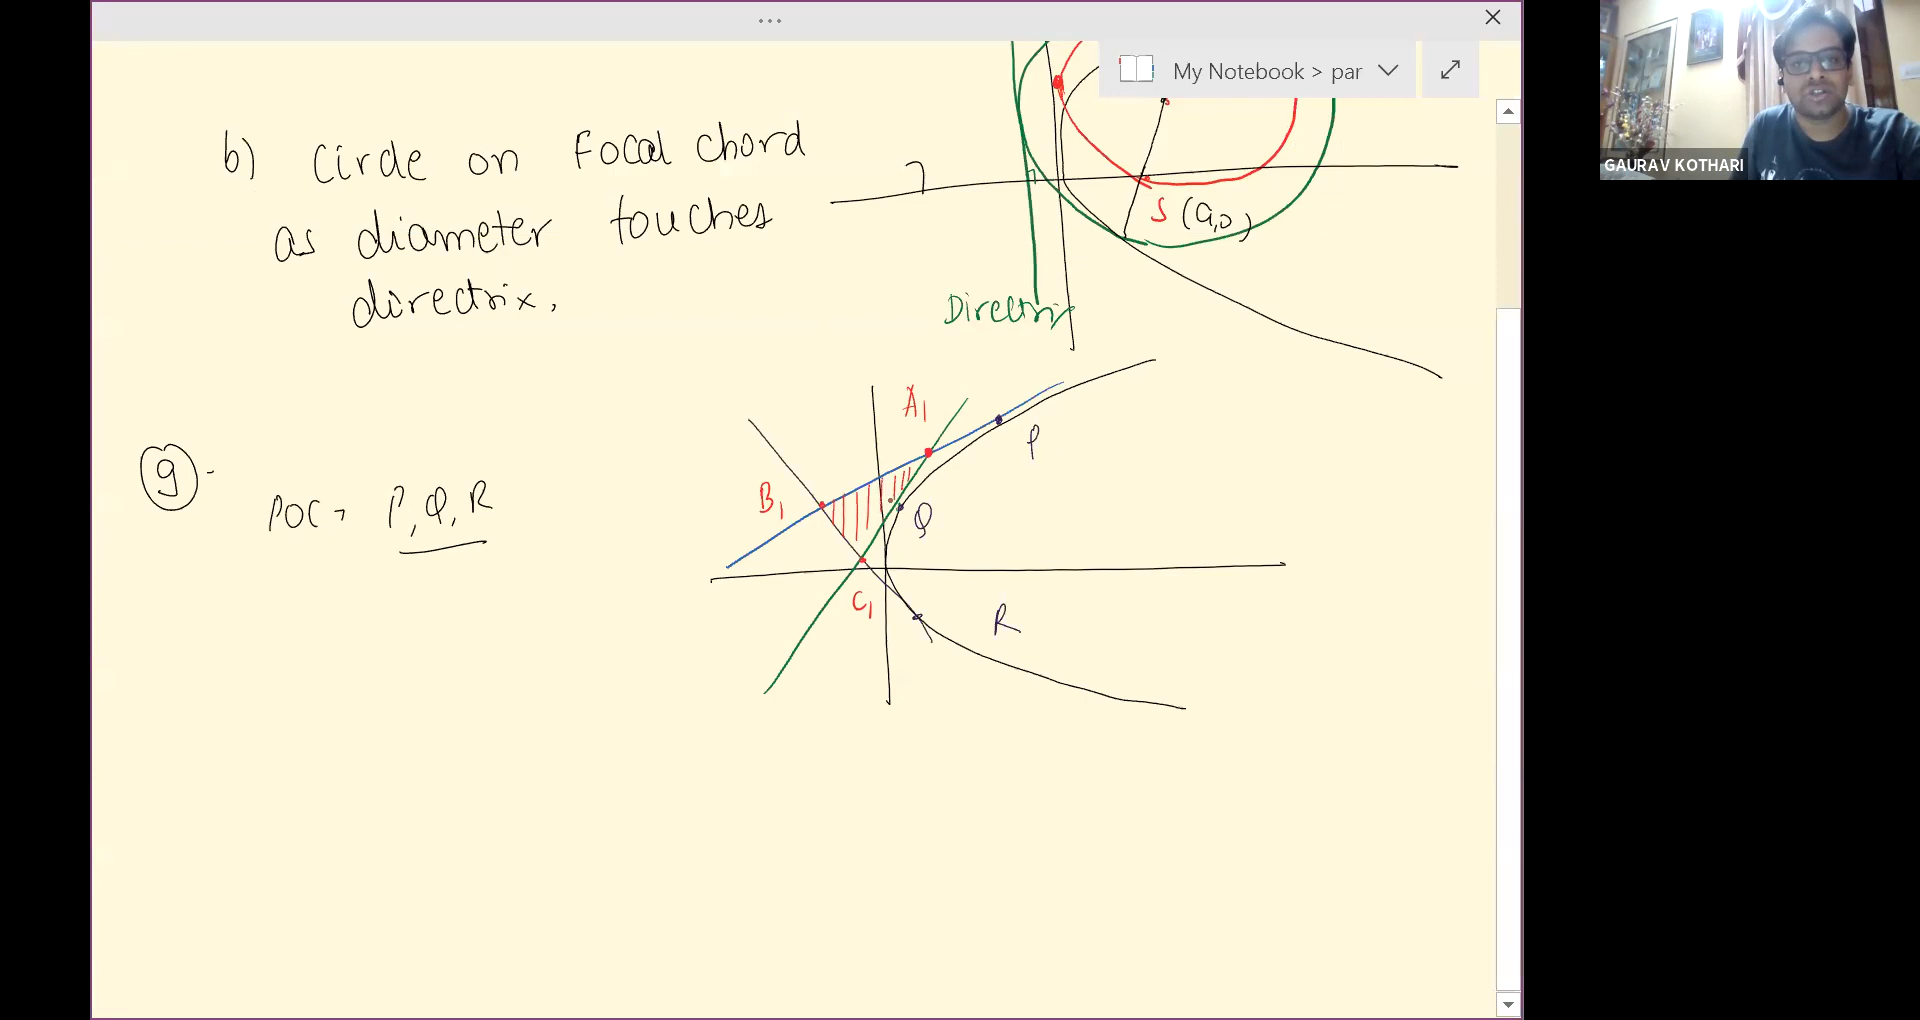 My Notebook > par
GAURAV KOTHARI
b) Circle on Focal chord
as diameter touches
directrix.
S (a,0)
Directrix
9
POC → P, Q, R
A1
B1
C1
P
Q
R